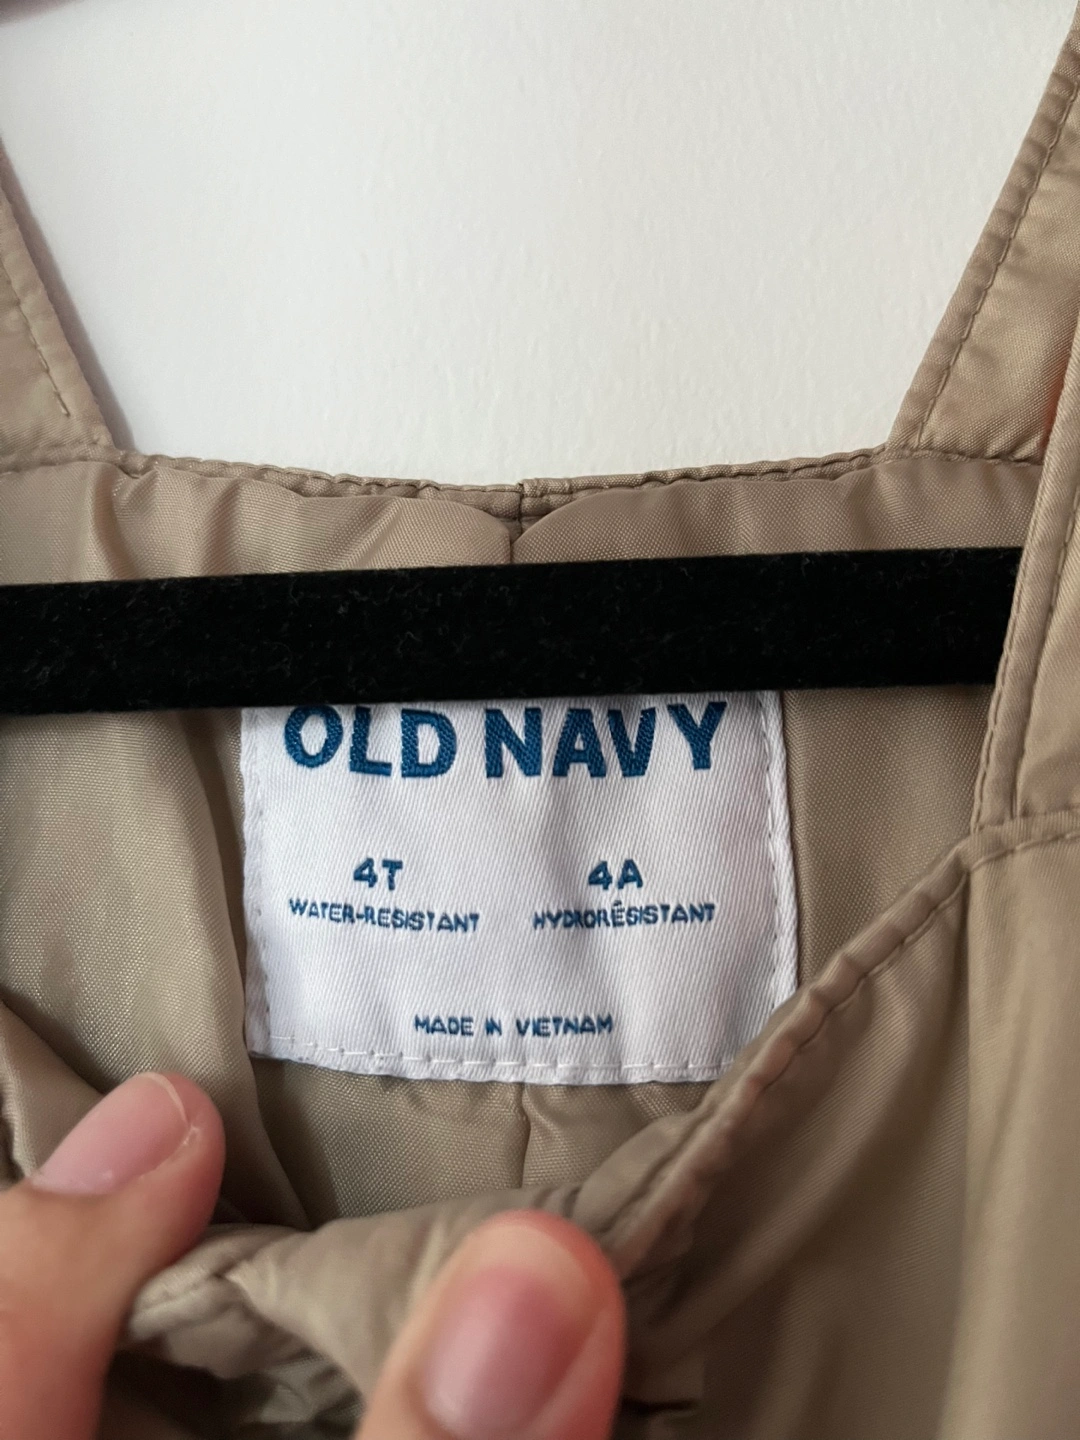 OLD NAVY
4T 4A
WATER-RESISTANT HYDRORÉSISTANT
MADE IN VIETNAM